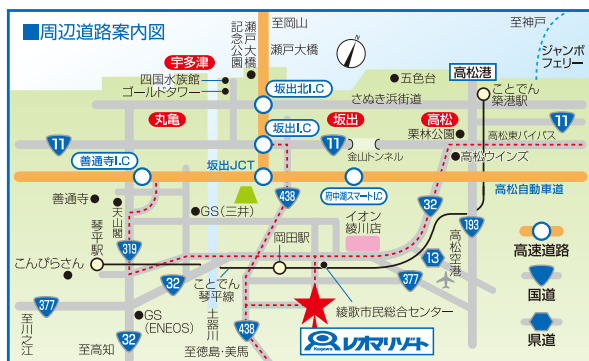 ■周辺道路案内図
至岡山
至神戸
瀬戸大橋
瀬戸大橋
記念公園
ジャンボ
フェリー
宇多津
四国水族館
ゴールドタワー
坂出北I.C
五色台
高松港
ことでん
築港駅
さぬき浜街道
丸亀
坂出I.C
坂出
高松
栗林公園
高松東バイパス
11
11
11
金山トンネル
高松ウインズ
善通寺I.C
坂出JCT
府中湖スマートI.C
高松自動車道
善通寺
天山閣
GS(三井)
438
32
イオン
綾川店
193
高速道路
琴平駅
319
岡田駅
高松空港
13
国道
こんぴらさん
32
ことでん
琴平線
377
県道
377
GS
(ENEOS)
土器川
綾歌市民総合センター
至川之江
32
至高知
438
至徳島・美馬
Kagawa
レオマリゾート